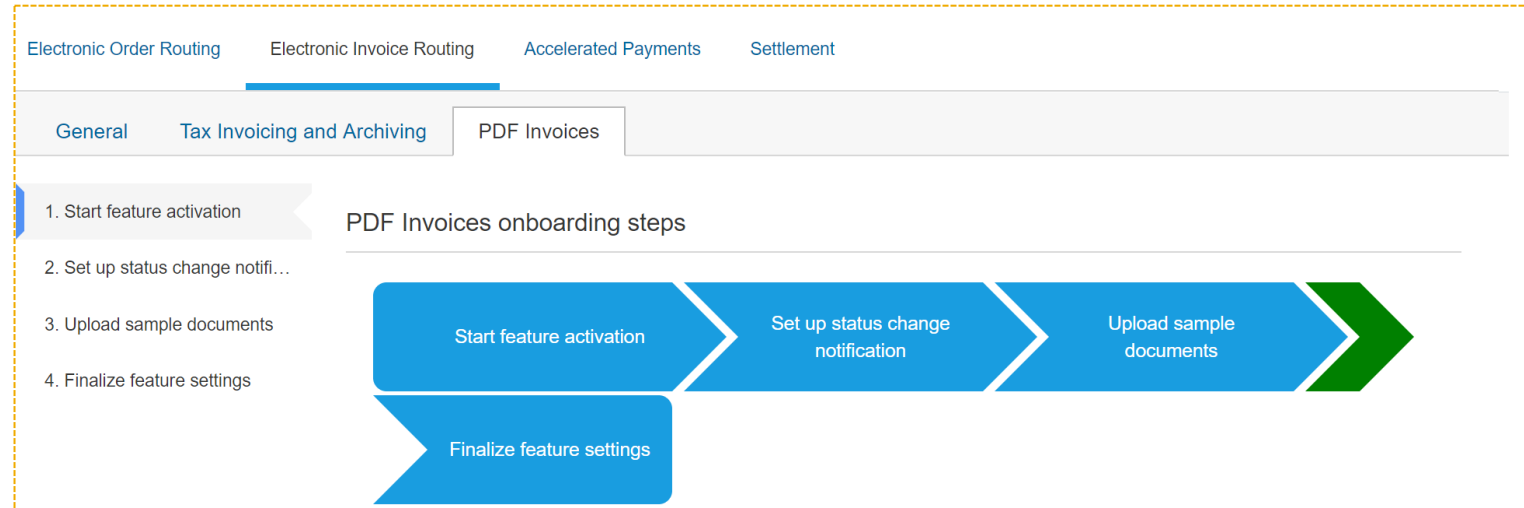 Electronic Order Routing Electronic Invoice Routing Accelerated Payments Settlement
General Tax Invoicing and Archiving PDF Invoices
1. Start feature activation
2. Set up status change notifi…
3. Upload sample documents
4. Finalize feature settings
PDF Invoices onboarding steps
Start feature activation
Set up status change
notification
Upload sample
documents
Finalize feature settings